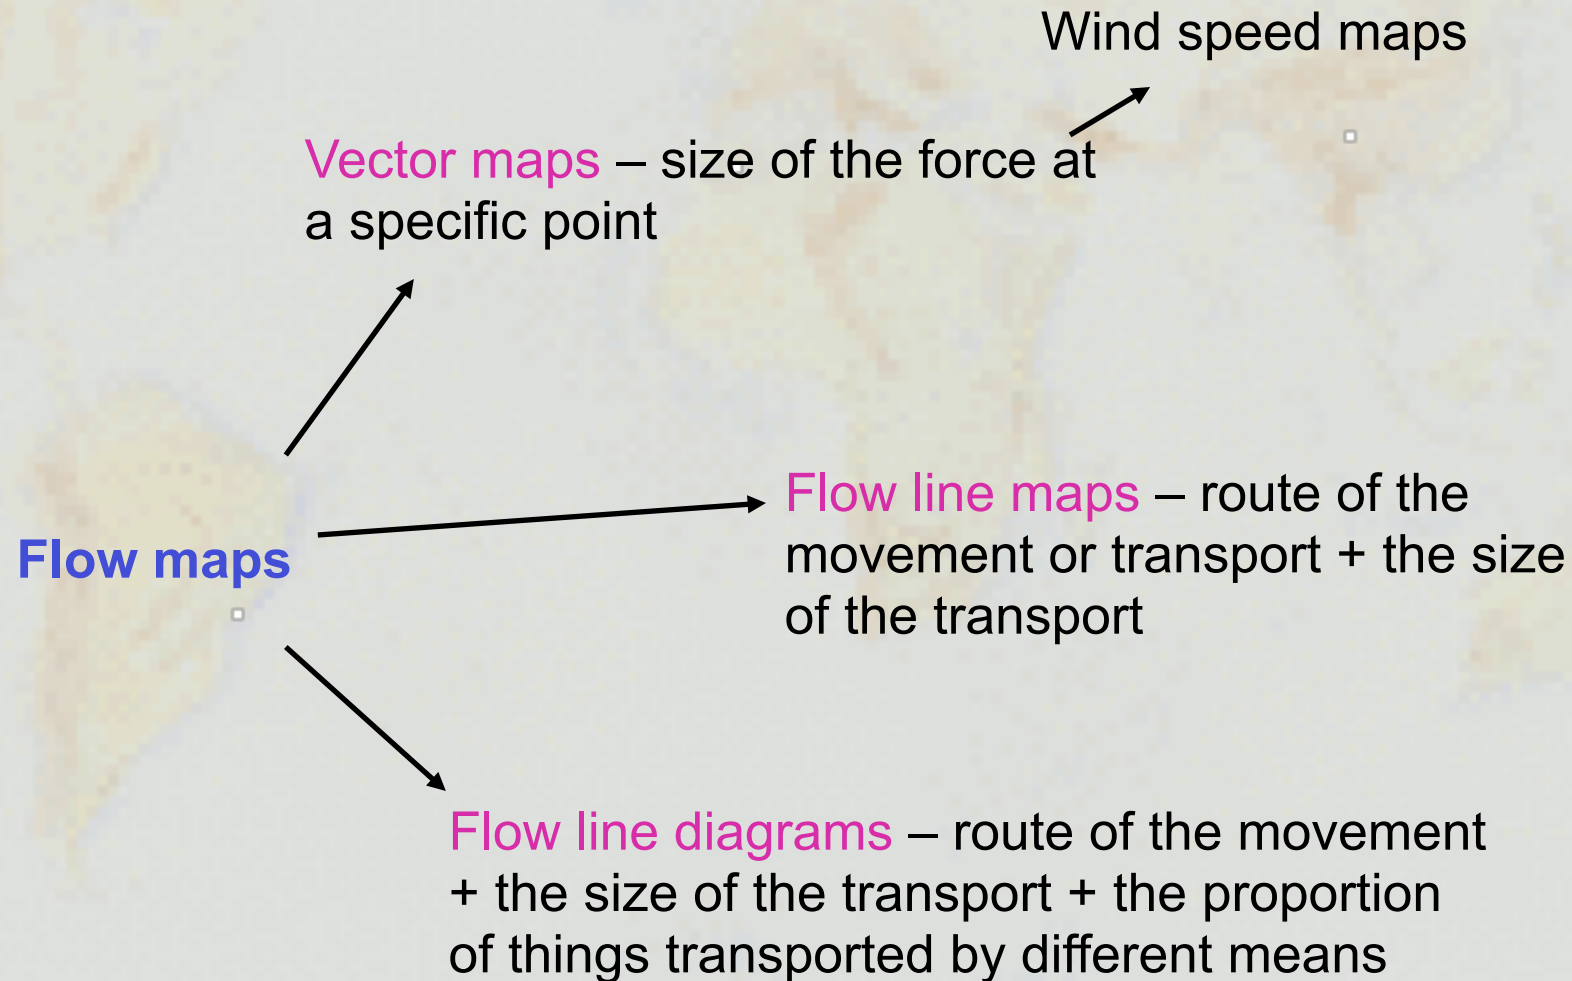 Wind speed maps
Vector maps – size of the force at
a specific point
Flow line maps – route of the
movement or transport + the size
of the transport
Flow maps
Flow line diagrams – route of the movement
+ the size of the transport + the proportion
of things transported by different means